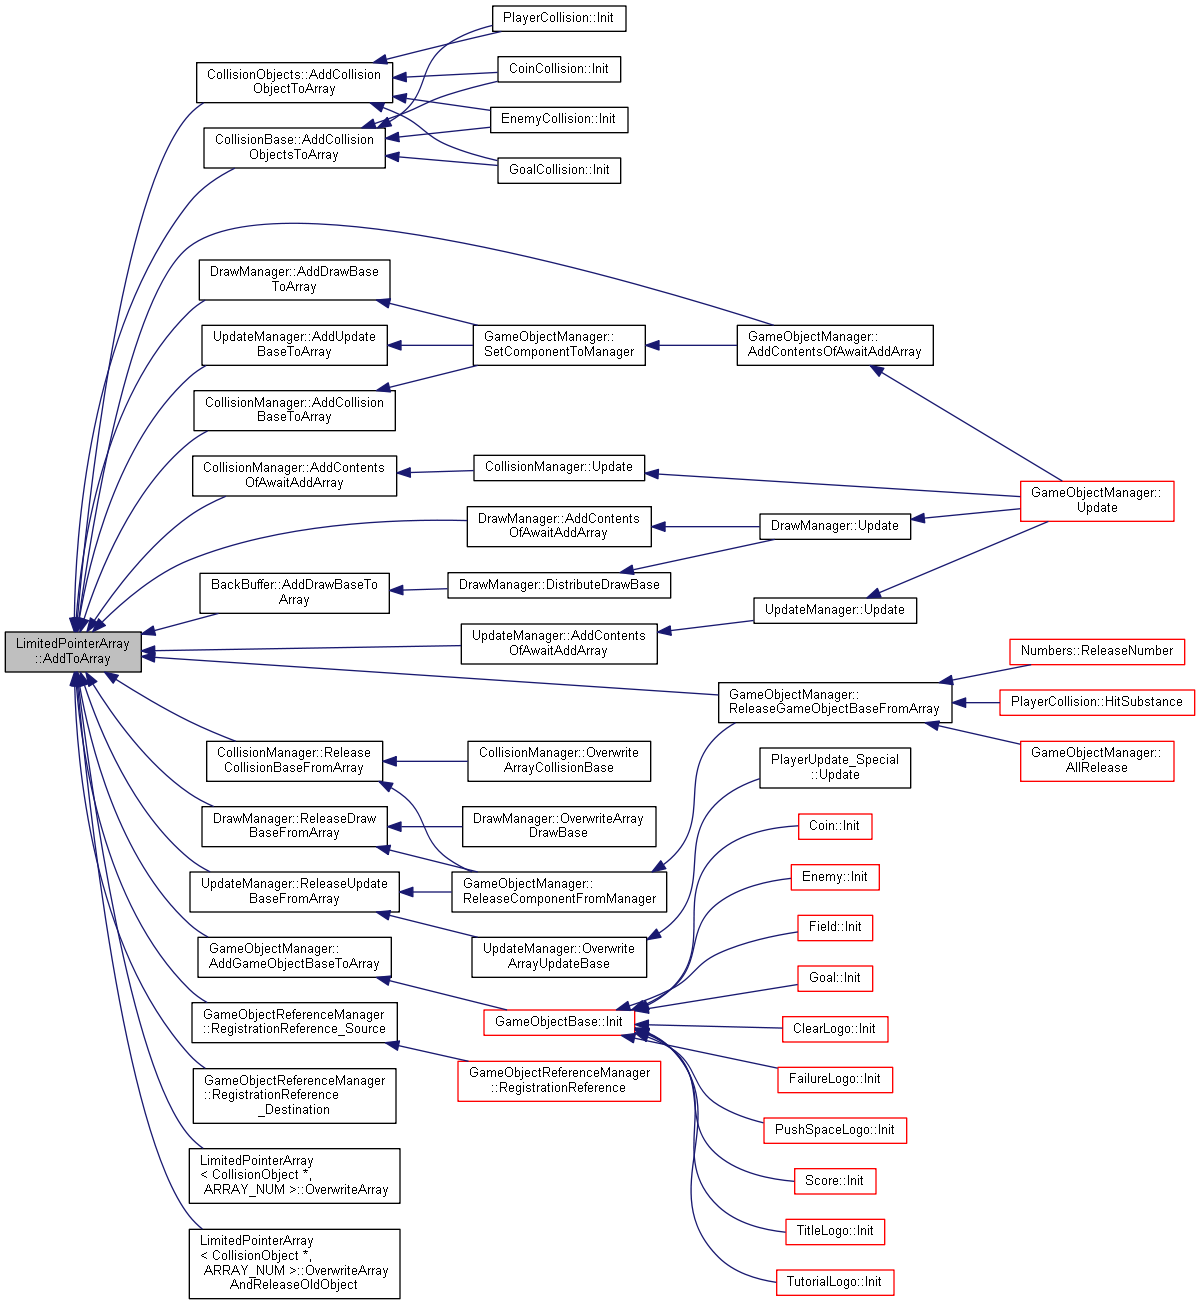 PlayerCollision::Init
CollisionObjects::AddCollision
ObjectToArray
CoinCollision::Init
EnemyCollision::Init
CollisionBase::AddCollision
ObjectsToArray
GoalCollision::Init
DrawManager::AddDrawBase
ToArray
UpdateManager::AddUpdate
BaseToArray
GameObjectManager::
SetComponentToManager
GameObjectManager::
AddContentsOfAwaitAddArray
CollisionManager::AddCollision
BaseToArray
CollisionManager::AddContents
OfAwaitAddArray
CollisionManager::Update
GameObjectManager::
Update
DrawManager::AddContents
OfAwaitAddArray
DrawManager::Update
BackBuffer::AddDrawBaseTo
Array
DrawManager::DistributeDrawBase
UpdateManager::Update
LimitedPointerArray
::AddToArray
UpdateManager::AddContents
OfAwaitAddArray
Numbers::ReleaseNumber
GameObjectManager::
ReleaseGameObjectBaseFromArray
PlayerCollision::HitSubstance
GameObjectManager::
AllRelease
CollisionManager::Release
CollisionBaseFromArray
CollisionManager::Overwrite
ArrayCollisionBase
PlayerUpdate_Special
::Update
DrawManager::ReleaseDraw
BaseFromArray
DrawManager::OverwriteArray
DrawBase
Coin::Init
UpdateManager::ReleaseUpdate
BaseFromArray
GameObjectManager::
ReleaseComponentFromManager
Enemy::Init
Field::Init
GameObjectManager::
AddGameObjectBaseToArray
UpdateManager::Overwrite
ArrayUpdateBase
Goal::Init
GameObjectReferenceManager
::RegistrationReference_Source
GameObjectBase::Init
ClearLogo::Init
GameObjectReferenceManager
::RegistrationReference
_Destination
GameObjectReferenceManager
::RegistrationReference
FailureLogo::Init
PushSpaceLogo::Init
LimitedPointerArray
< CollisionObject *,
ARRAY_NUM >::OverwriteArray
Score::Init
TitleLogo::Init
LimitedPointerArray
< CollisionObject *,
ARRAY_NUM >::OverwriteArray
AndReleaseOldObject
TutorialLogo::Init